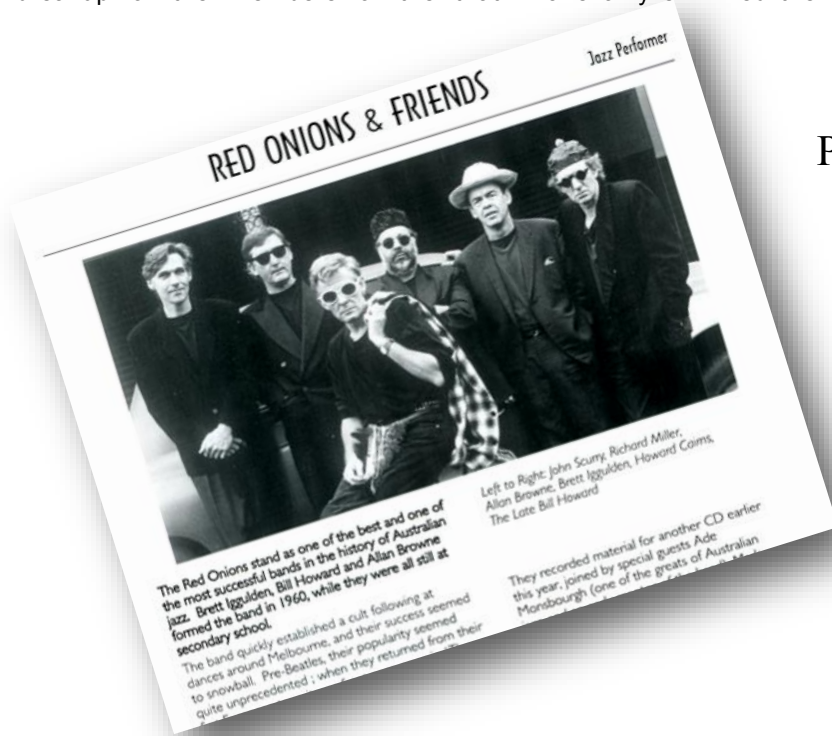 Jazz Performer
RED ONIONS & FRIENDS
P
Left to Right: John Scurry, Richard Miller,
Allan Browne, Brett Iggulden, Howard Cairns,
The Late Bill Howard
The Red Onions stand as one of the best and one of
the most successful bands in the history of Australian
jazz. Brett Iggulden, Bill Howard and Allan Browne
formed the band in 1960, while they were all still at
secondary school.
The band quickly established a cult following at
dances around Melbourne, and their success seemed
to snowball. Pre-Beatles, their popularity seemed
quite unprecedented ; when they returned from their
They recorded material for another CD earlier
this year, joined by special guests Ade
Monsbourgh (one of the greats of Australian